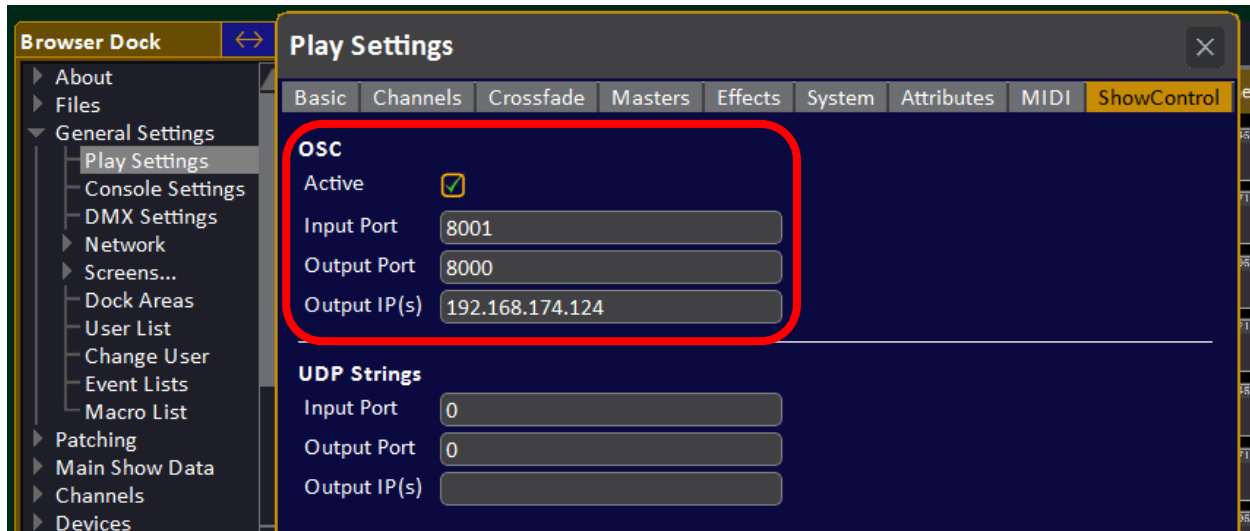 Browser Dock
About
Files
General Settings
Play Settings
Console Settings
DMX Settings
Network
Screens...
Dock Areas
User List
Change User
Event Lists
Macro List
Patching
Main Show Data
Channels
Devices
Play Settings
Basic Channels Crossfade Masters Effects System Attributes MIDI ShowControl
OSC
Active
Input Port 8001
Output Port 8000
Output IP(s) 192.168.174.124
UDP Strings
Input Port 0
Output Port 0
Output IP(s)